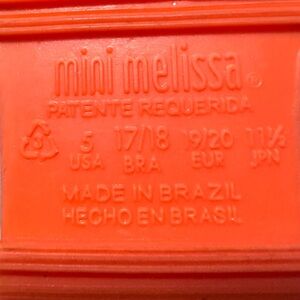 mini melissa®
PATENTE REQUERIDA
5 17/18 19/20 11½
USA BRA EUR JPN
MADE IN BRAZIL
HECHO EN BRASIL